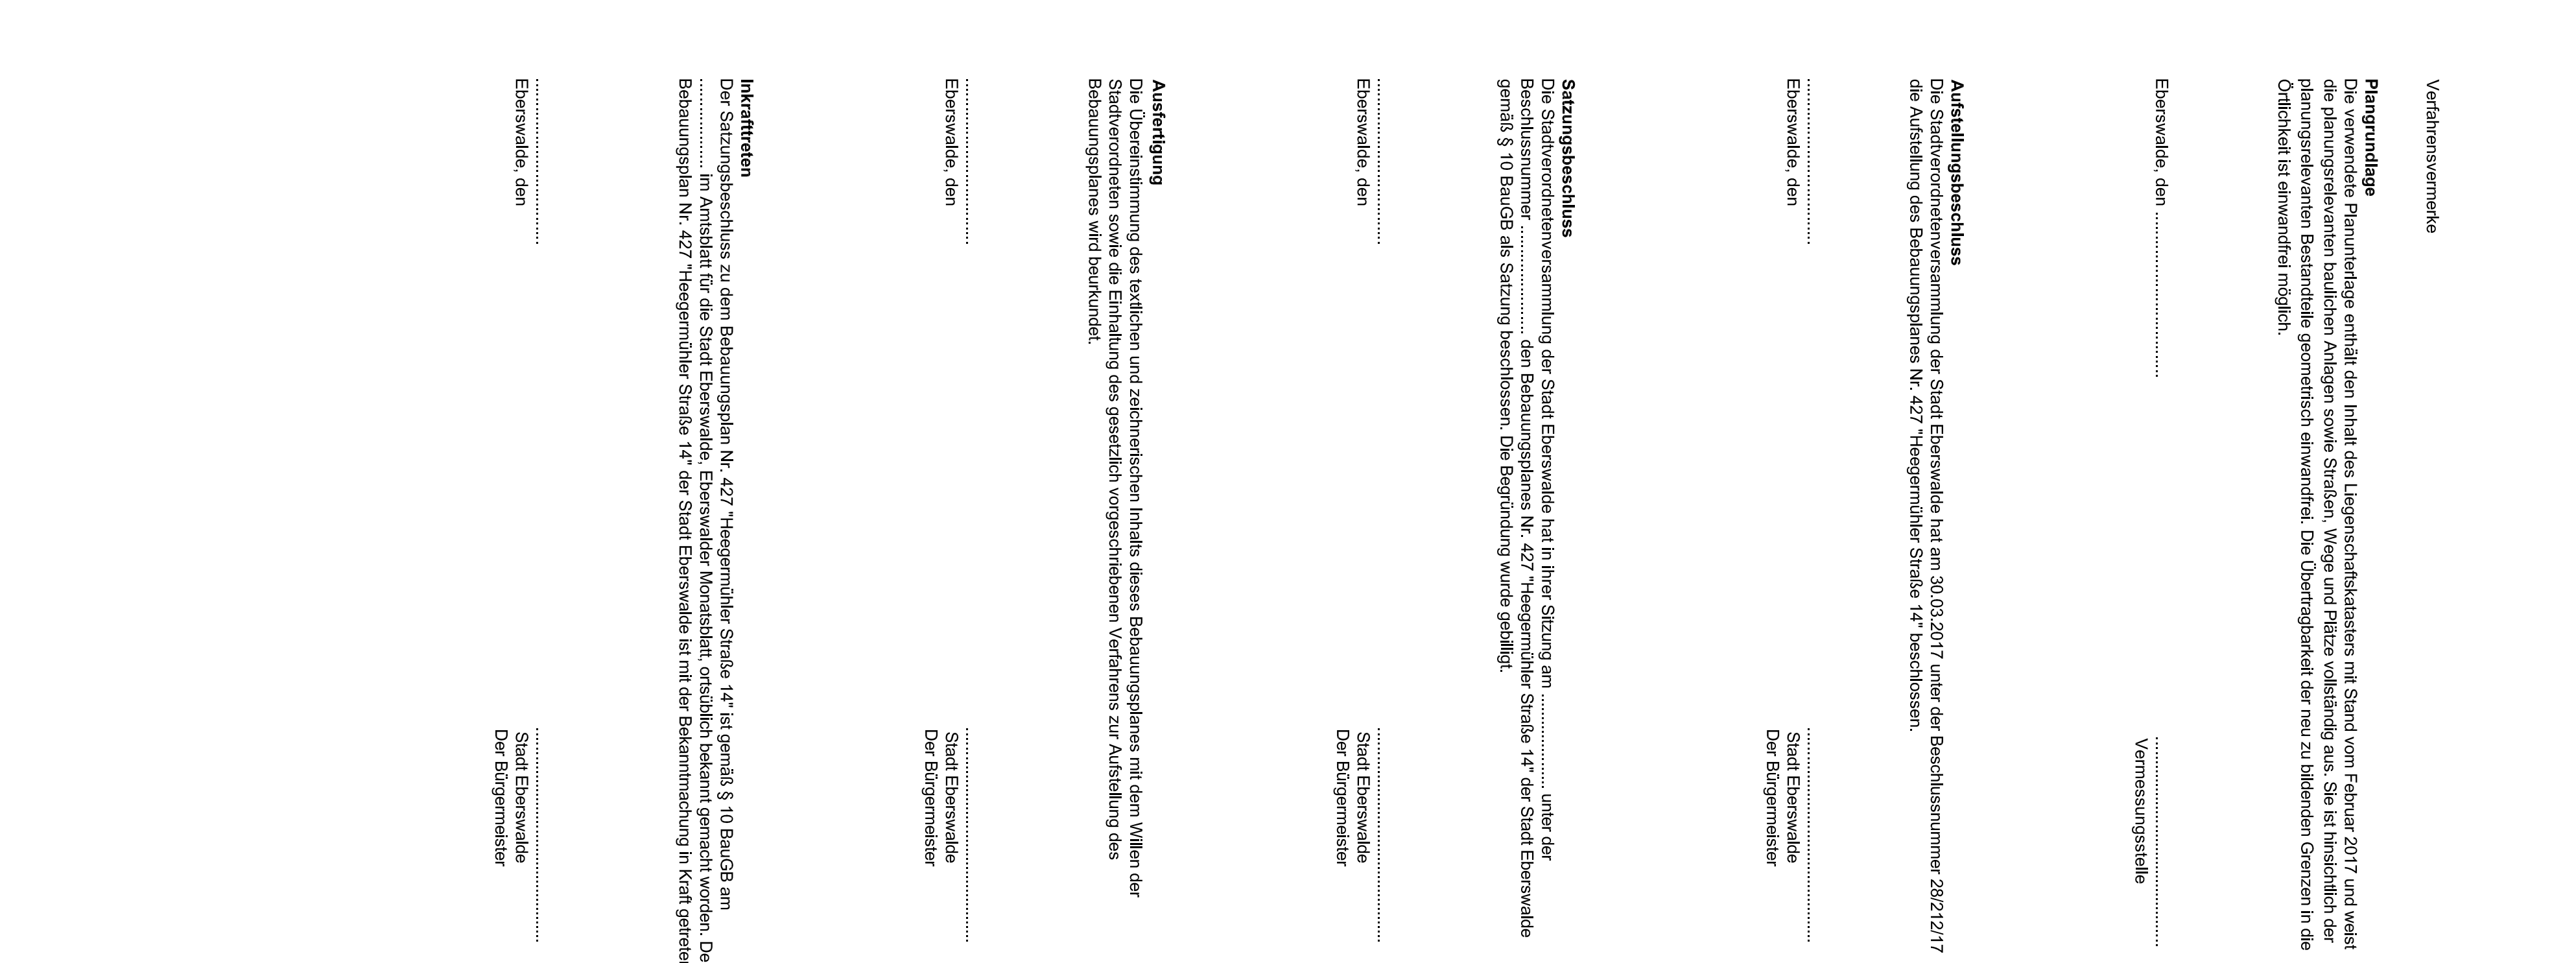 Verfahrensvermerke
Plangrundlage
Die verwendete Planunterlage enthält den Inhalt des Liegenschaftskatasters mit Stand vom Februar 2017 und weist
die planungsrelevanten baulichen Anlagen sowie Straßen, Wege und Plätze vollständig aus. Sie ist hinsichtlich der
planungsrelevanten Bestandteile geometrisch einwandfrei. Die Übertragbarkeit der neu zu bildenden Grenzen in die
Örtlichkeit ist einwandfrei möglich.
Eberswalde, den ................................... .............................................
Vermessungsstelle
Aufstellungsbeschluss
Die Stadtverordnetenversammlung der Stadt Eberswalde hat am 30.03.2017 unter der Beschlussnummer 28/212/17
die Aufstellung des Bebauungsplanes Nr. 427 "Heegermühler Straße 14" beschlossen.
................................... .............................................
Eberswalde, den Stadt Eberswalde
Der Bürgermeister
Satzungsbeschluss
Die Stadtverordnetenversammlung der Stadt Eberswalde hat in ihrer Sitzung am .................... unter der
Beschlussnummer ....................... den Bebauungsplanes Nr. 427 "Heegermühler Straße 14" der Stadt Eberswalde
gemäß § 10 BauGB als Satzung beschlossen. Die Begründung wurde gebilligt.
................................... .............................................
Eberswalde, den Stadt Eberswalde
Der Bürgermeister
Ausfertigung
Die Übereinstimmung des textlichen und zeichnerischen Inhalts dieses Bebauungsplanes mit dem Willen der
Stadtverordneten sowie die Einhaltung des gesetzlich vorgeschriebenen Verfahrens zur Aufstellung des
Bebauungsplanes wird beurkundet.
................................... .............................................
Eberswalde, den Stadt Eberswalde
Der Bürgermeister
Inkrafttreten
Der Satzungsbeschluss zu dem Bebauungsplan Nr. 427 "Heegermühler Straße 14" ist gemäß § 10 BauGB am
................... im Amtsblatt für die Stadt Eberswalde, Eberswalder Monatsblatt, ortsüblich bekannt gemacht worden. De
Bebauungsplan Nr. 427 "Heegermühler Straße 14" der Stadt Eberswalde ist mit der Bekanntmachung in Kraft getreten
................................... .............................................
Eberswalde, den Stadt Eberswalde
Der Bürgermeister